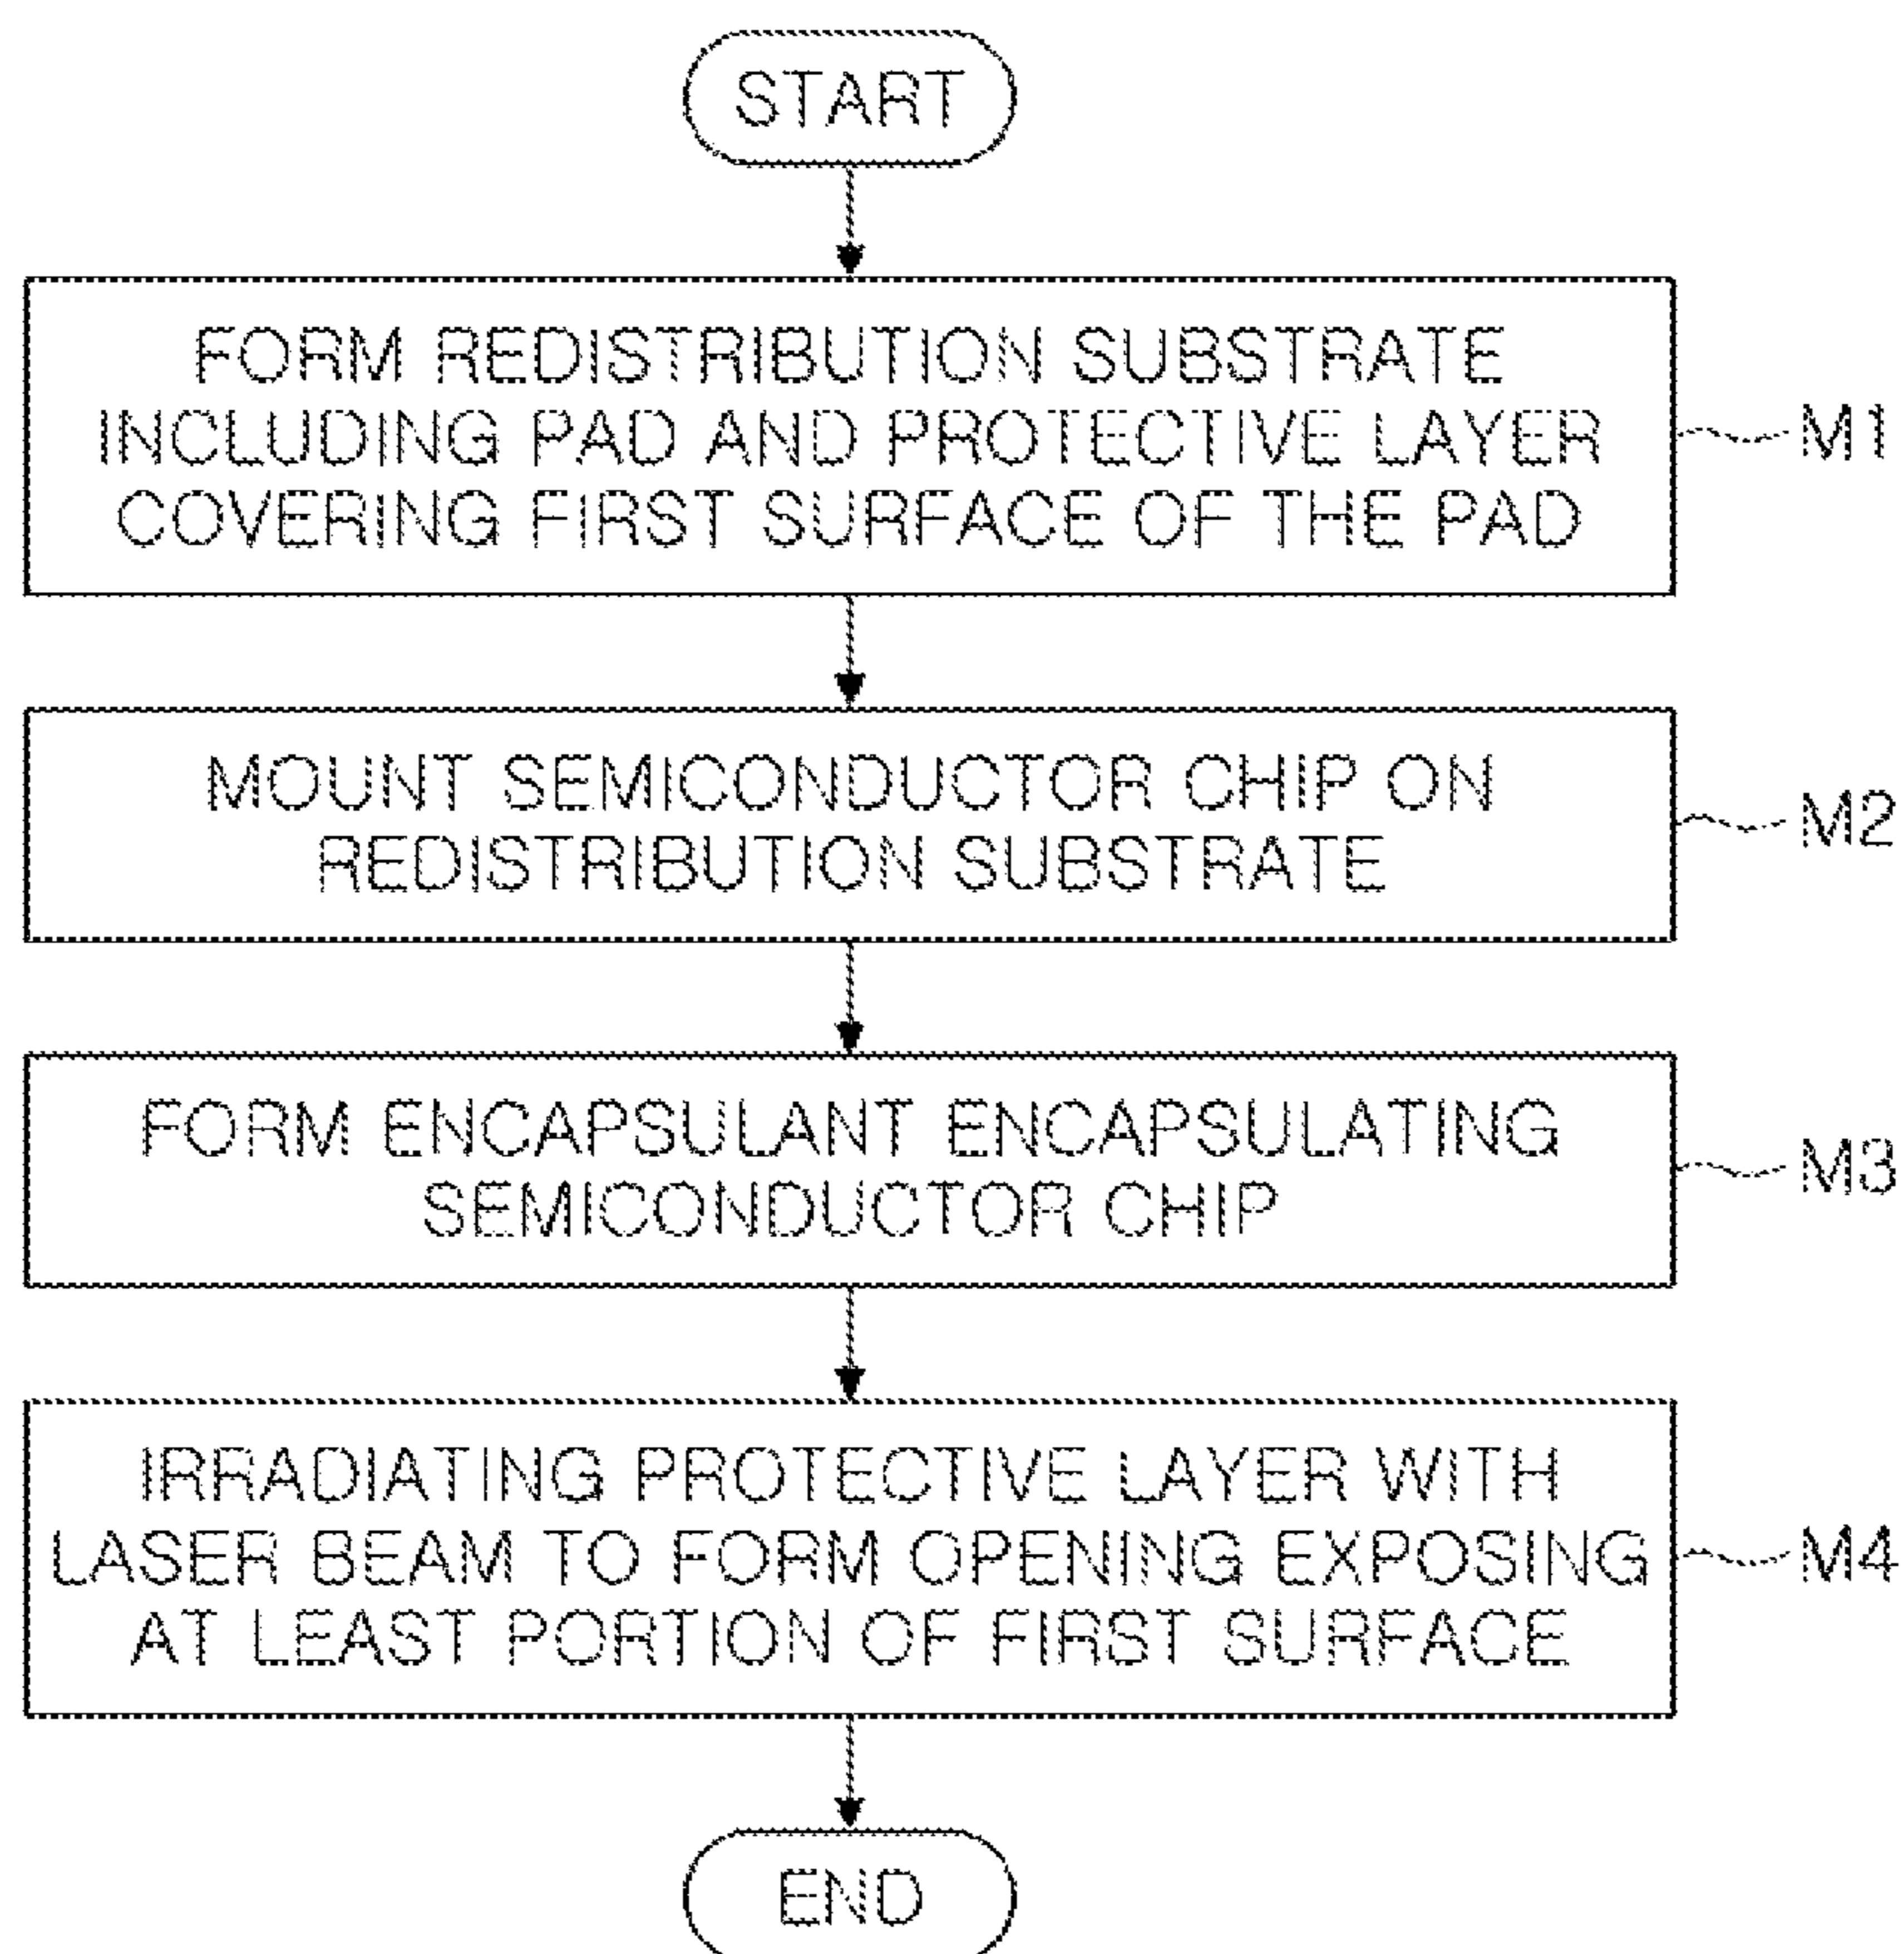 START
FORM REDISTRIBUTION SUBSTRATE
INCLUDING PAD AND PROTECTIVE LAYER
COVERING FIRST SURFACE OF THE PAD
M1
MOUNT SEMICONDUCTOR CHIP ON
REDISTRIBUTION SUBSTRATE
M2
FORM ENCAPSULANT ENCAPSULATING
SEMICONDUCTOR CHIP
M3
IRRADIATING PROTECTIVE LAYER WITH
LASER BEAM TO FORM OPENING EXPOSING
AT LEAST PORTION OF FIRST SURFACE
M4
END